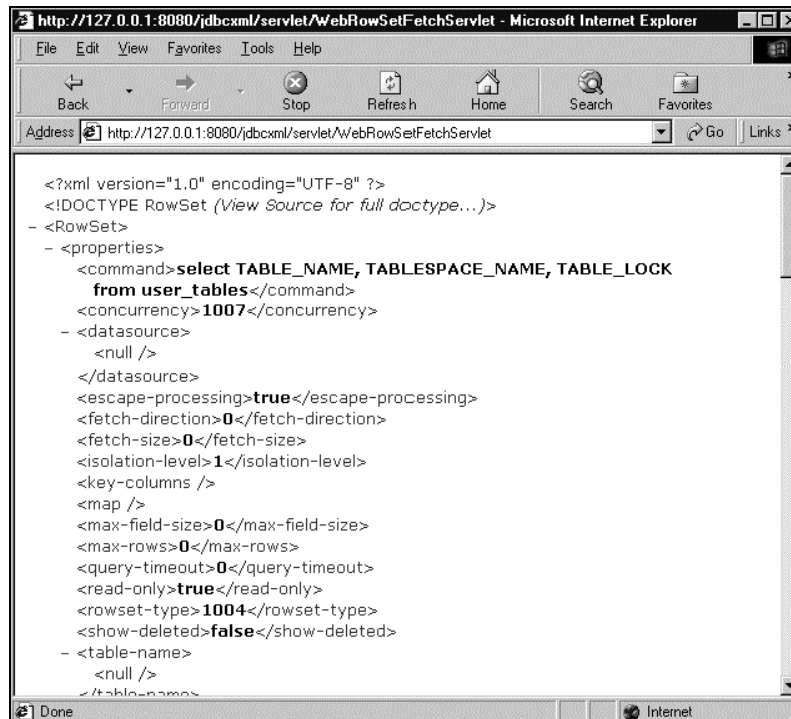 http://127.0.0.1:8080/jdbcxml/servlet/WebRowSetFetchServlet - Microsoft Internet Explorer
File Edit View Favorites Tools Help
Back Forward Stop Refresh Home Search Favorites
Address http://127.0.0.1:8080/jdbcxml/servlet/WebRowSetFetchServlet Go Links
<?xml version="1.0" encoding="UTF-8" ?>
<!DOCTYPE RowSet (View Source for full doctype...)>
- <RowSet>
- <properties>
<command>select TABLE_NAME, TABLESPACE_NAME, TABLE_LOCK
from user_tables</command>
<concurrency>1007</concurrency>
- <datasource>
<null />
</datasource>
<escape-processing>true</escape-processing>
<fetch-direction>0</fetch-direction>
<fetch-size>0</fetch-size>
<isolation-level>1</isolation-level>
<key-columns />
<map />
<max-field-size>0</max-field-size>
<max-rows>0</max-rows>
<query-timeout>0</query-timeout>
<read-only>true</read-only>
<rowset-type>1004</rowset-type>
<show-deleted>false</show-deleted>
- <table-name>
<null />
</table-name>
Done Internet